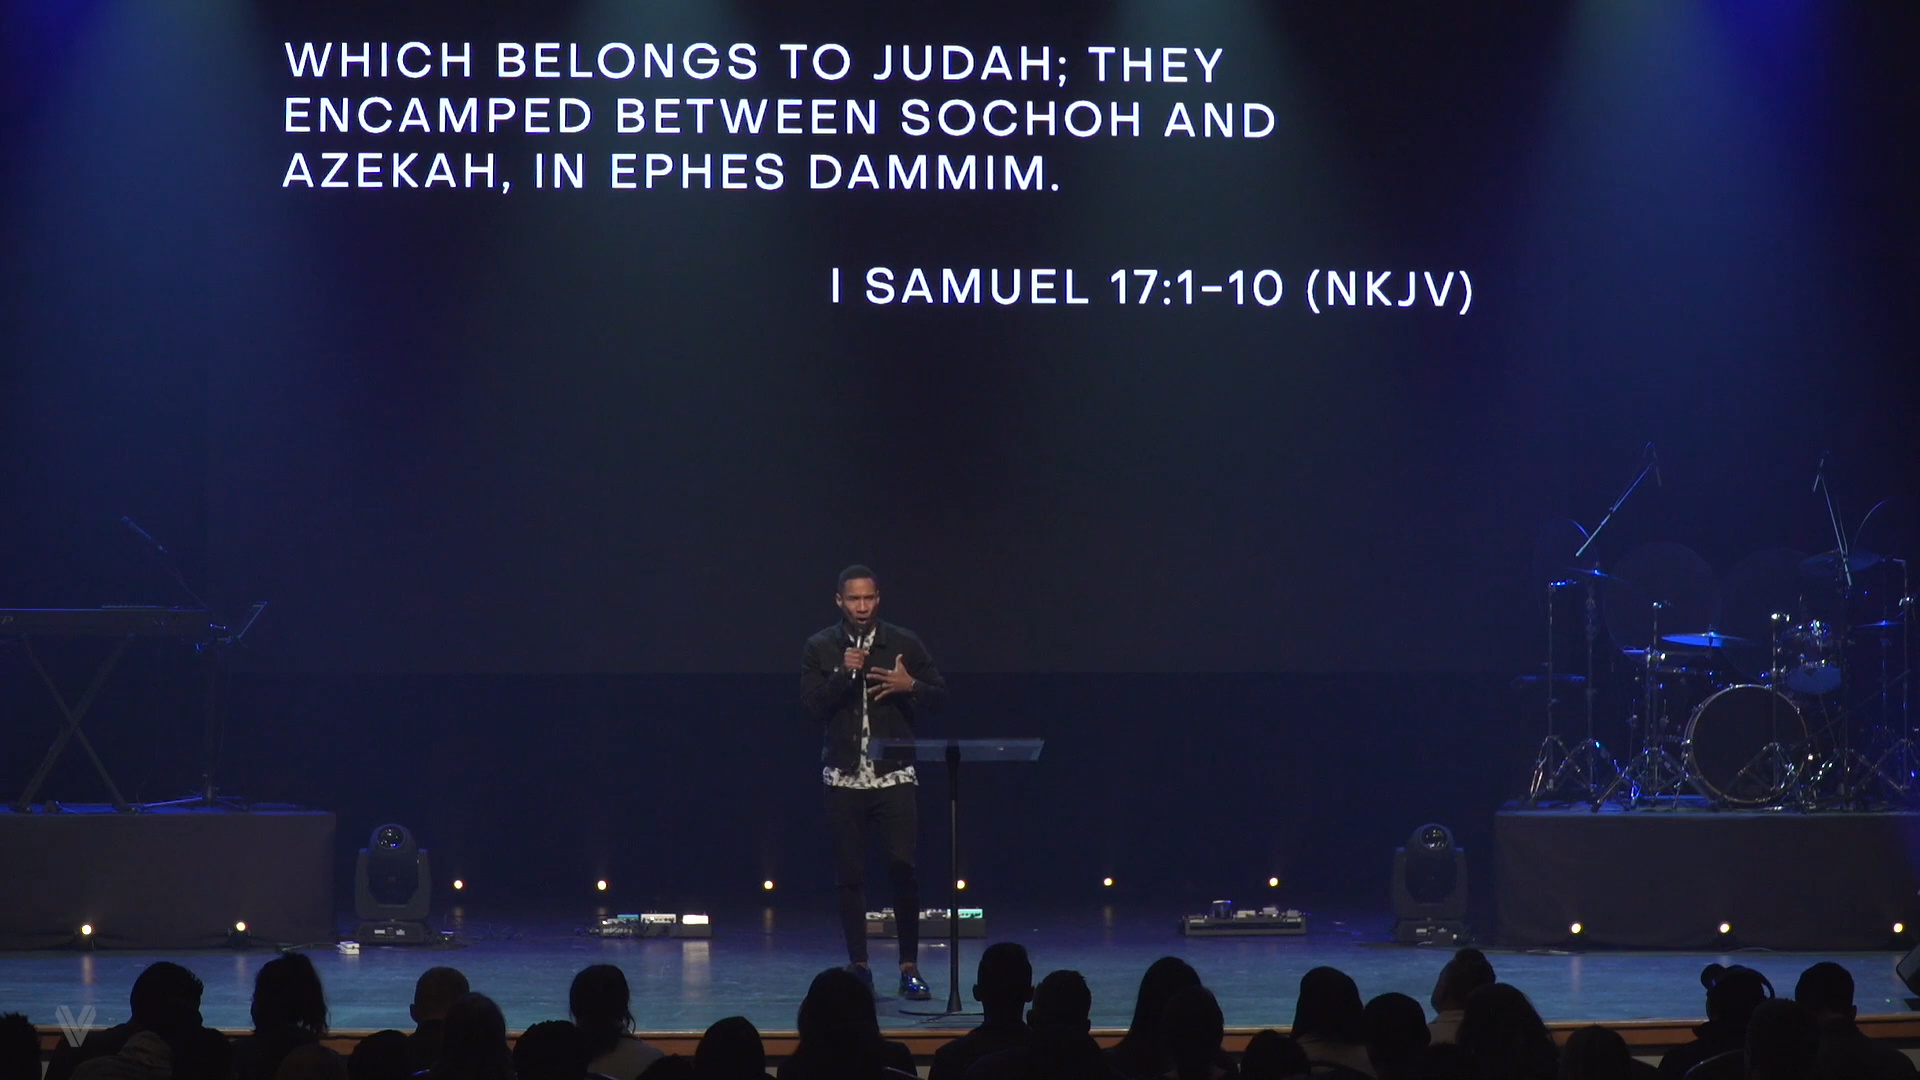 WHICH BELONGS TO JUDAH; THEY
ENCAMPED BETWEEN SOCHOH AND
AZEKAH, IN EPHES DAMMIM.
I SAMUEL 17:1-10 (NKJV)